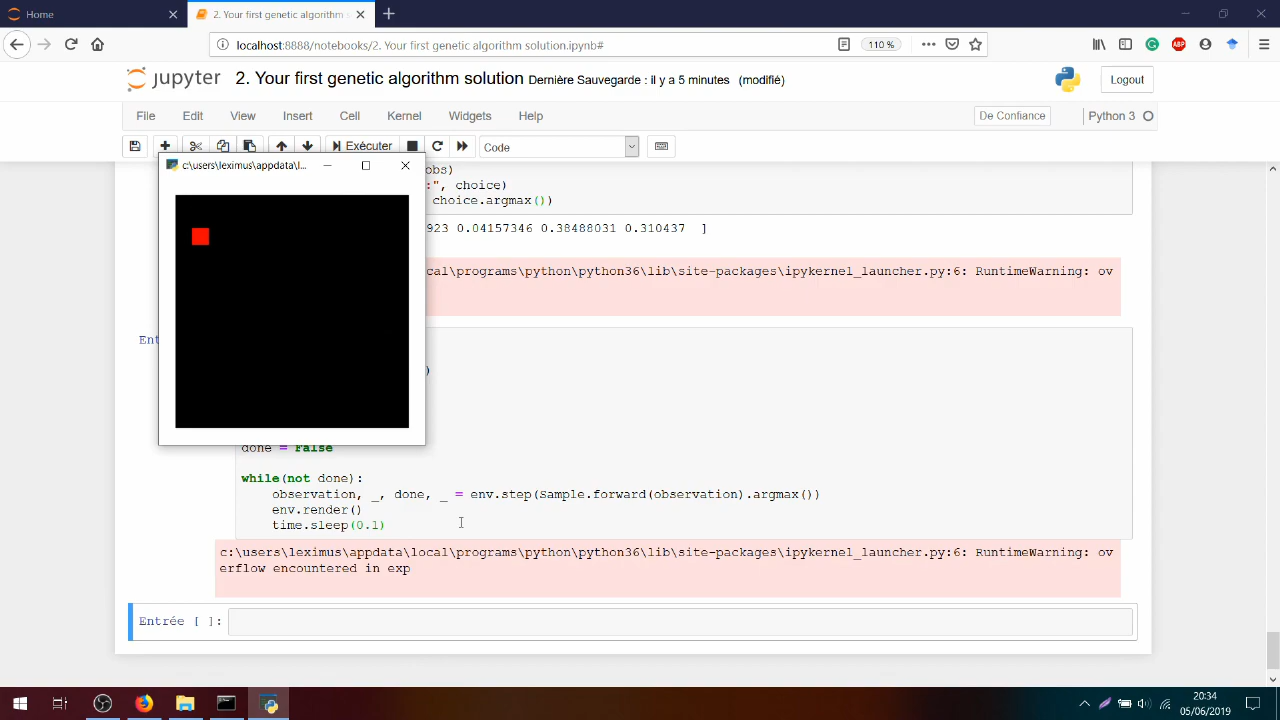 Home
2. Your first genetic algorithm
localhost:8888/notebooks/2. Your first genetic algorithm solution.ipynb#
110 %
ABP
jupyter
2. Your first genetic algorithm solution Dernière Sauvegarde : il y a 5 minutes (modifié)
Logout
File Edit View Insert Cell Kernel Widgets Help
De Confiance
Python 3
Exécuter
Code
c:\users\leximus\appdata\l...
obs)
:", choice)
choice.argmax())
923 0.04157346 0.38488031 0.310437 ]
cal\programs\python\python36\lib\site-packages\ipykernel_launcher.py:6: RuntimeWarning: ov
Ent
)
done = False
while(not done):
observation, _, done, _ = env.step(Sample.forward(observation).argmax())
env.render()
time.sleep(0.1)
c:\users\leximus\appdata\local\programs\python\python36\lib\site-packages\ipykernel_launcher.py:6: RuntimeWarning: ov
erflow encountered in exp
Entrée [ ]:
20:34
05/06/2019